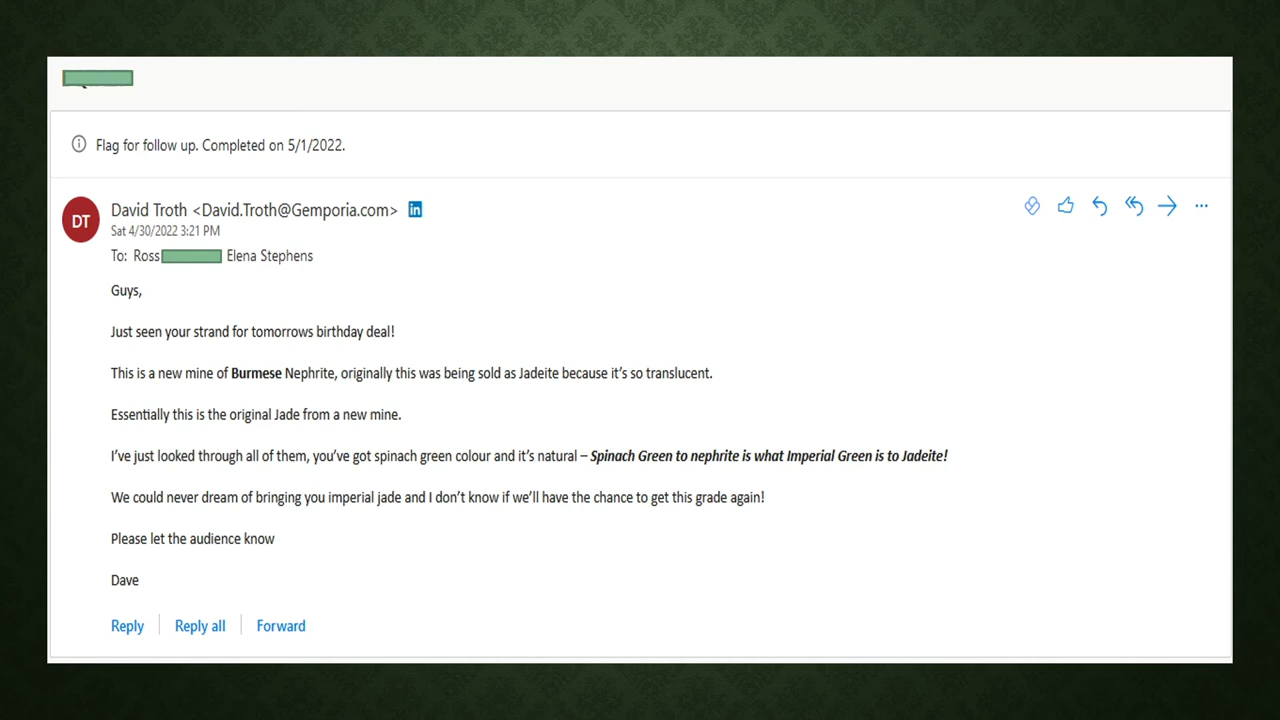 Flag for follow up. Completed on 5/1/2022.
DT
David Troth <David.Troth@Gemporia.com> in
Sat 4/30/2022 3:21 PM
To: Ross Elena Stephens
Guys,
Just seen your strand for tomorrows birthday deal!
This is a new mine of Burmese Nephrite, originally this was being sold as Jadeite because it's so translucent.
Essentially this is the original Jade from a new mine.
I've just looked through all of them, you've got spinach green colour and it's natural – Spinach Green to nephrite is what Imperial Green is to Jadeite!
We could never dream of bringing you imperial jade and I don't know if we'll have the chance to get this grade again!
Please let the audience know
Dave
Reply Reply all Forward